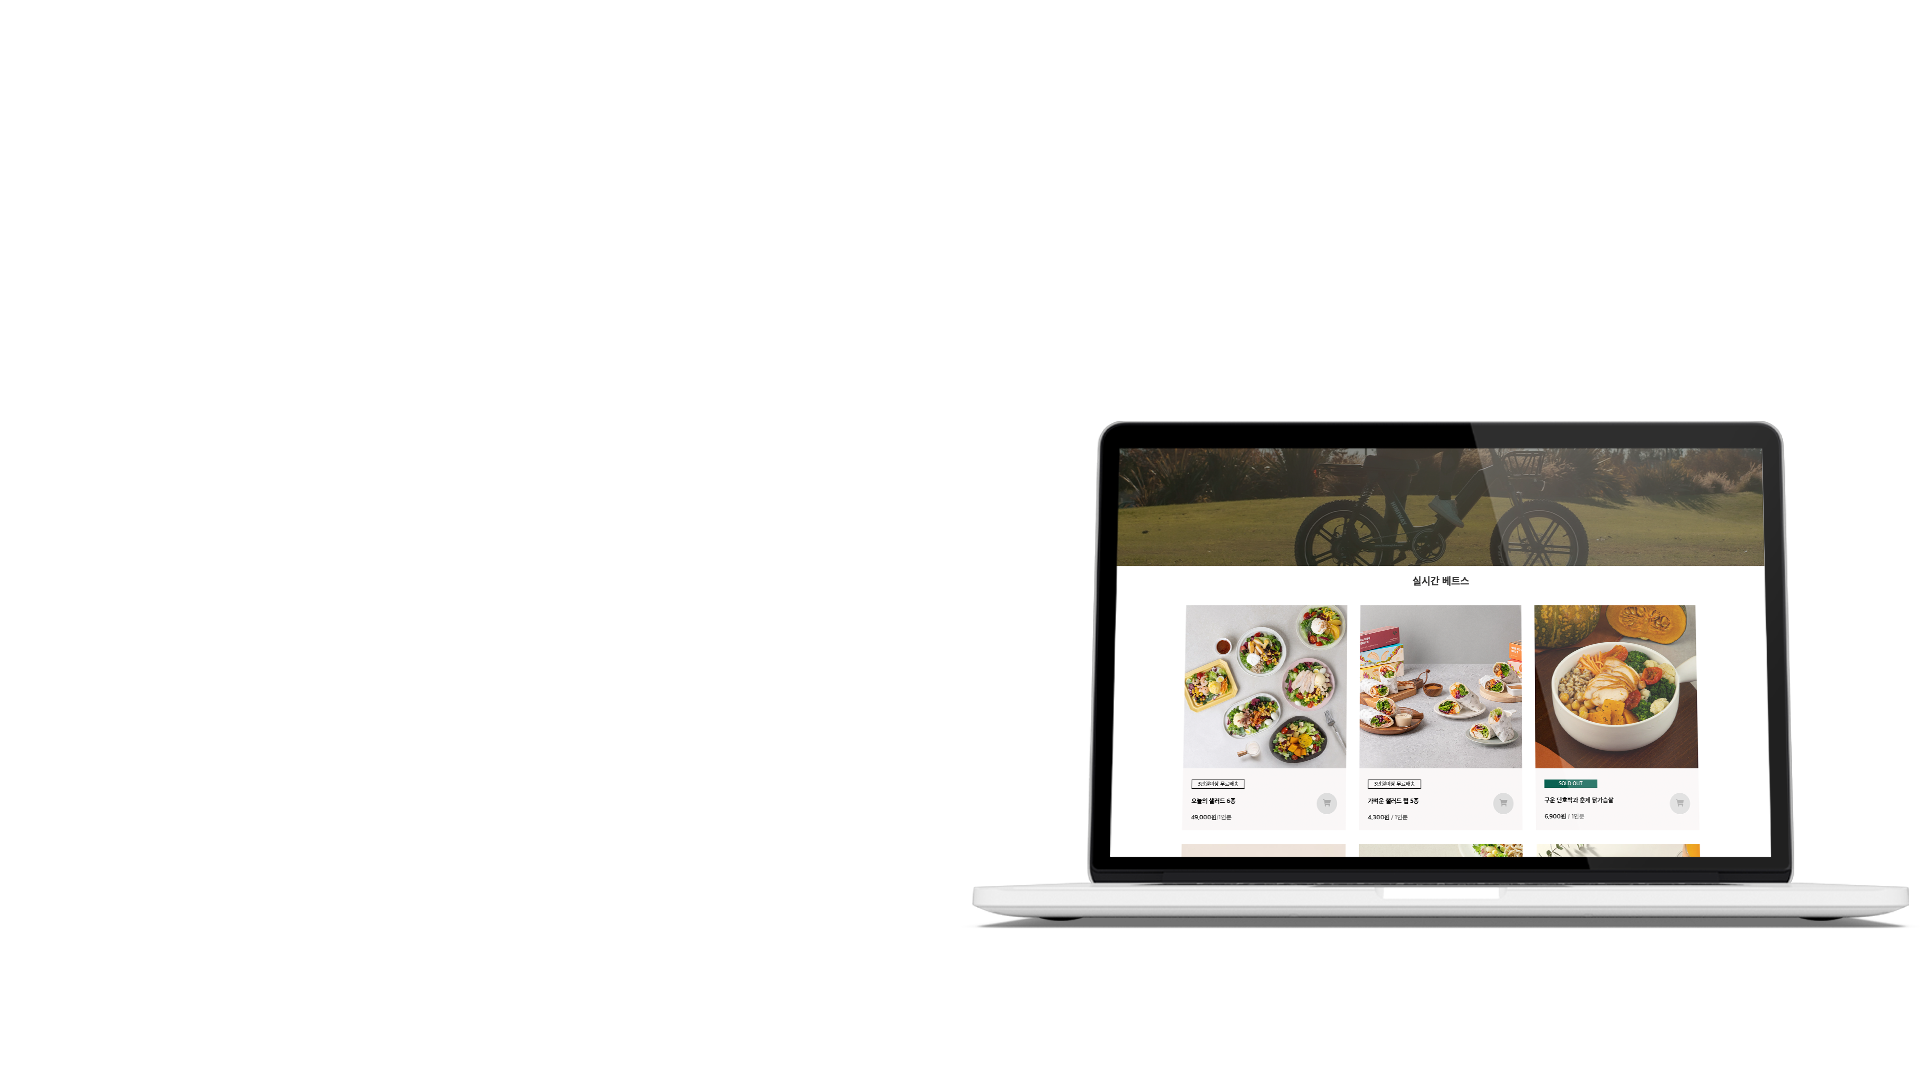 실시간 베트스
오늘의 샐러드 6종
49,000원/1인분
가벼운 샐러드 랩 5종
4,300원 / 1인분
SOLD OUT
구운 단호박과 훈제 닭가슴살
6,900원 / 1인분